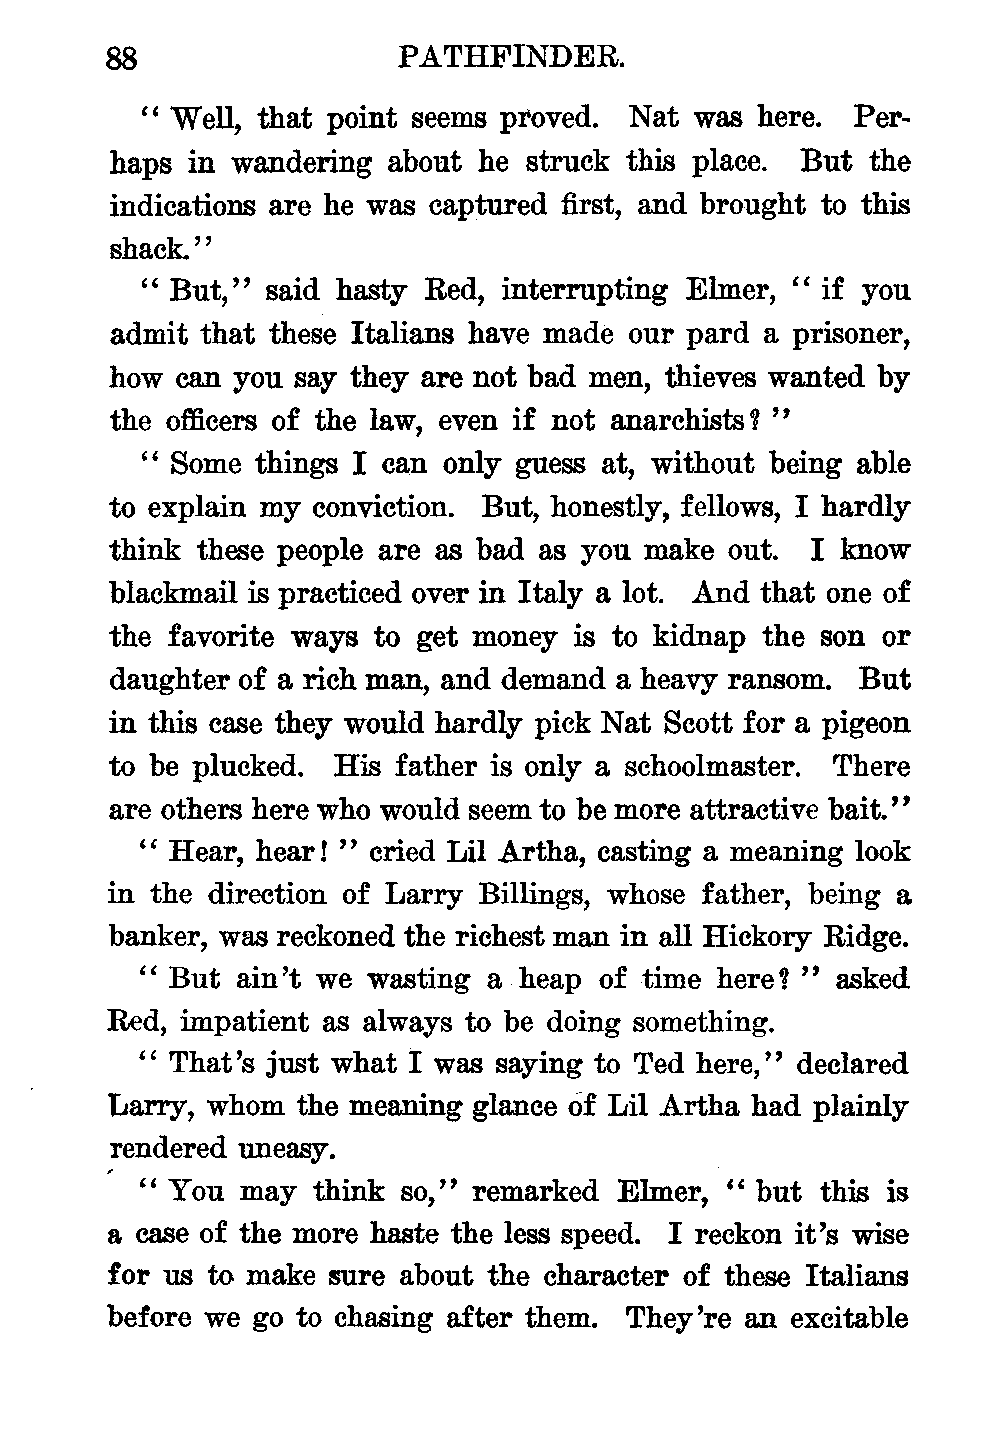 88 PATHFINDER.
“ Well, that point seems proved. Nat was here. Per-
haps in wandering about he struck this place. But the
indications are he was captured first, and brought to this
shack.”
“ But,” said hasty Red, interrupting Elmer, “ if you
admit that these Italians have made our pard a prisoner,
how can you say they are not bad men, thieves wanted by
the officers of the law, even if not anarchists? ”
“ Some things I can only guess at, without being able
to explain my conviction. But, honestly, fellows, I hardly
think these people are as bad as you make out. I know
blackmail is practiced over in Italy a lot. And that one of
the favorite ways to get money is to kidnap the son or
daughter of a rich man, and demand a heavy ransom. But
in this case they would hardly pick Nat Scott for a pigeon
to be plucked. His father is only a schoolmaster. There
are others here who would seem to be more attractive bait.”
“ Hear, hear! ” cried Lil Artha, casting a meaning look
in the direction of Larry Billings, whose father, being a
banker, was reckoned the richest man in all Hickory Ridge.
“ But ain’t we wasting a heap of time here? ” asked
Red, impatient as always to be doing something.
“ That’s just what I was saying to Ted here,” declared
Larry, whom the meaning glance of Lil Artha had plainly
rendered uneasy.
“ You may think so,” remarked Elmer, “ but this is
a case of the more haste the less speed. I reckon it’s wise
for us to make sure about the character of these Italians
before we go to chasing after them. They’re an excitable